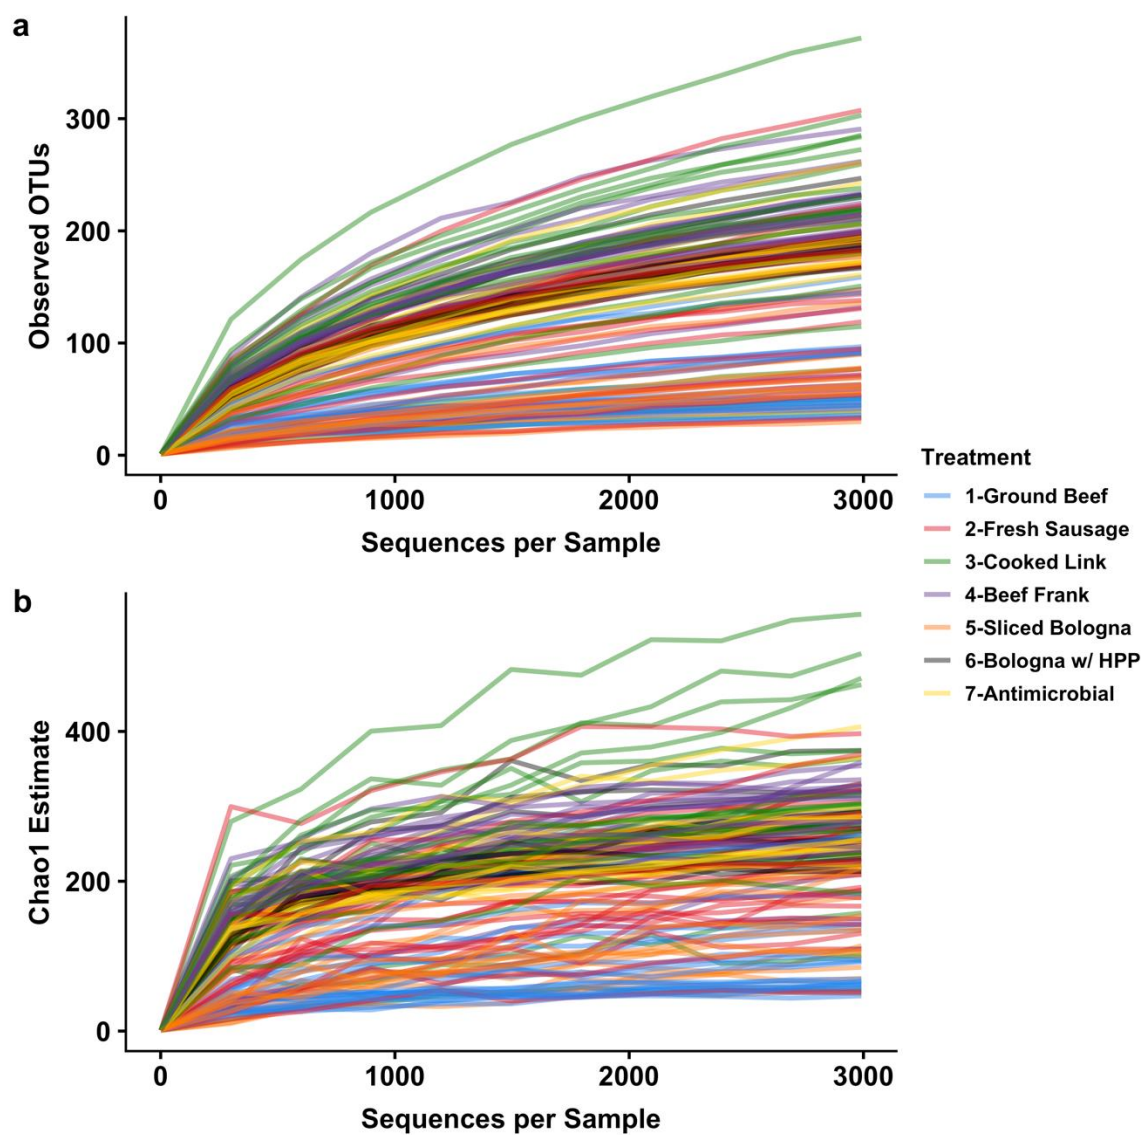 a
300
200
100
0
Observed OTUs
0 1000 2000 3000
Sequences per Sample
Treatment
1-Ground Beef
2-Fresh Sausage
3-Cooked Link
4-Beef Frank
5-Sliced Bologna
6-Bologna w/ HPP
7-Antimicrobial
b
400
200
0
Chao1 Estimate
0 1000 2000 3000
Sequences per Sample